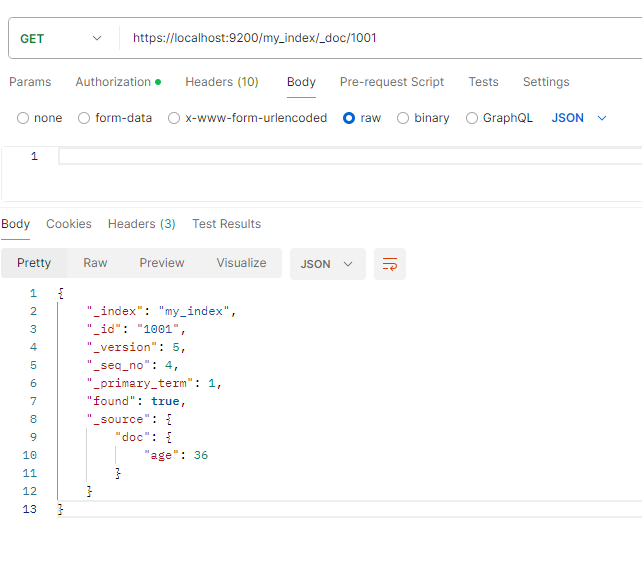 GET https://localhost:9200/my_index/_doc/1001
Params Authorization Headers (10) Body Pre-request Script Tests Settings
none form-data x-www-form-urlencoded raw binary GraphQL JSON
1
Body Cookies Headers (3) Test Results
Pretty Raw Preview Visualize JSON
1 {
2 "_index": "my_index",
3 "_id": "1001",
4 "_version": 5,
5 "_seq_no": 4,
6 "_primary_term": 1,
7 "found": true,
8 "_source": {
9 "doc": {
10 "age": 36
11 }
12 }
13 }